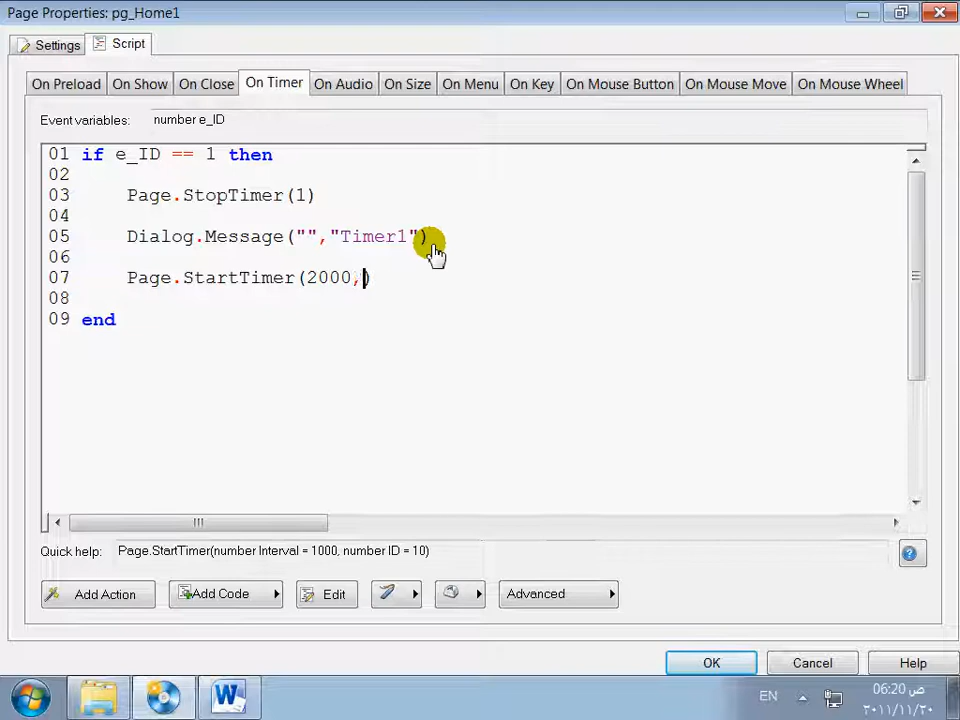 Page Properties: pg_Home1
Settings Script
On Preload On Show On Close On Timer On Audio On Size On Menu On Key On Mouse Button On Mouse Move On Mouse Wheel
Event variables: number e_ID
01 if e_ID == 1 then
02
03 Page.StopTimer(1)
04
05 Dialog.Message("","Timer1")
06
07 Page.StartTimer(2000,)
08
09 end
Quick help: Page.StartTimer(number Interval = 1000, number ID = 10)
Add Action Add Code Edit Advanced
OK Cancel Help
EN 06:20 ص
٢٠١١/١١/٢٠